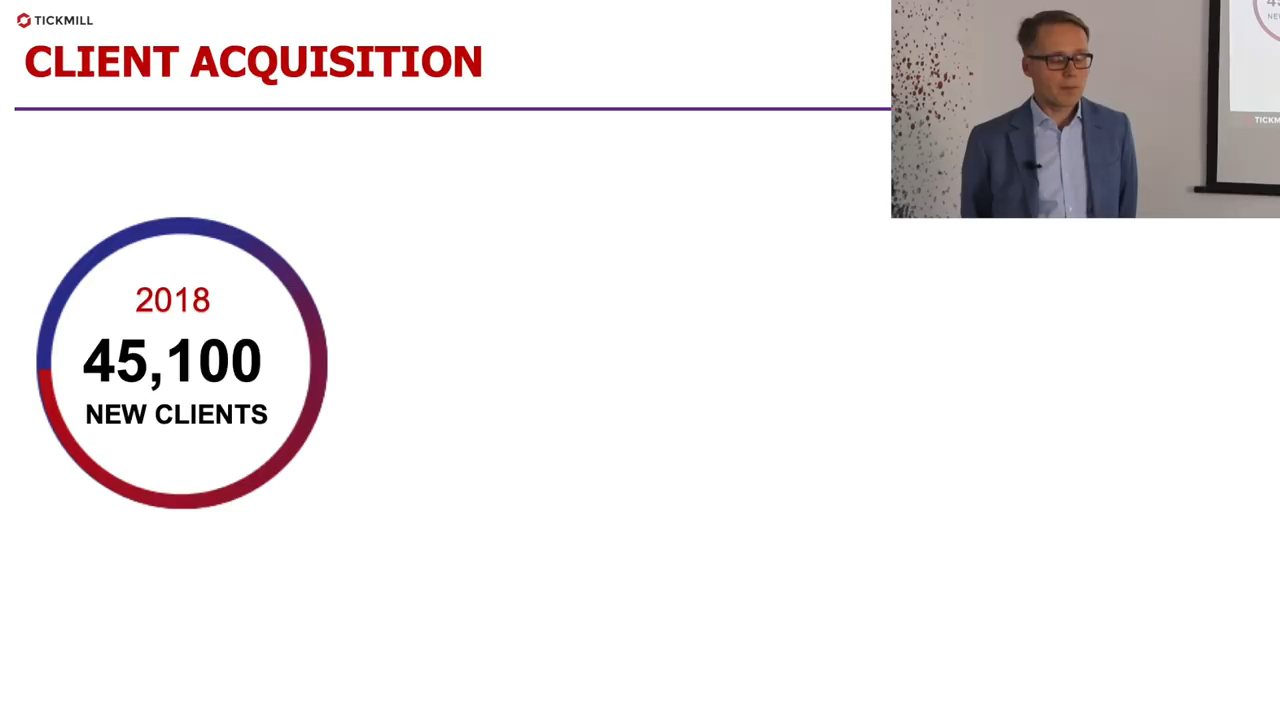 TICKMILL
CLIENT ACQUISITION
2018
45,100
NEW CLIENTS